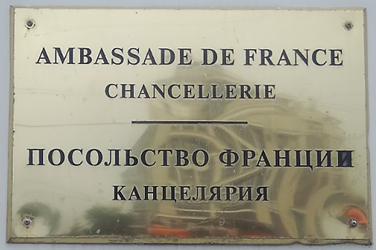 AMBASSADE DE FRANCE
CHANCELLERIE
ПОСОЛЬСТВО ФРАНЦИИ
КАНЦЕЛЯРИЯ